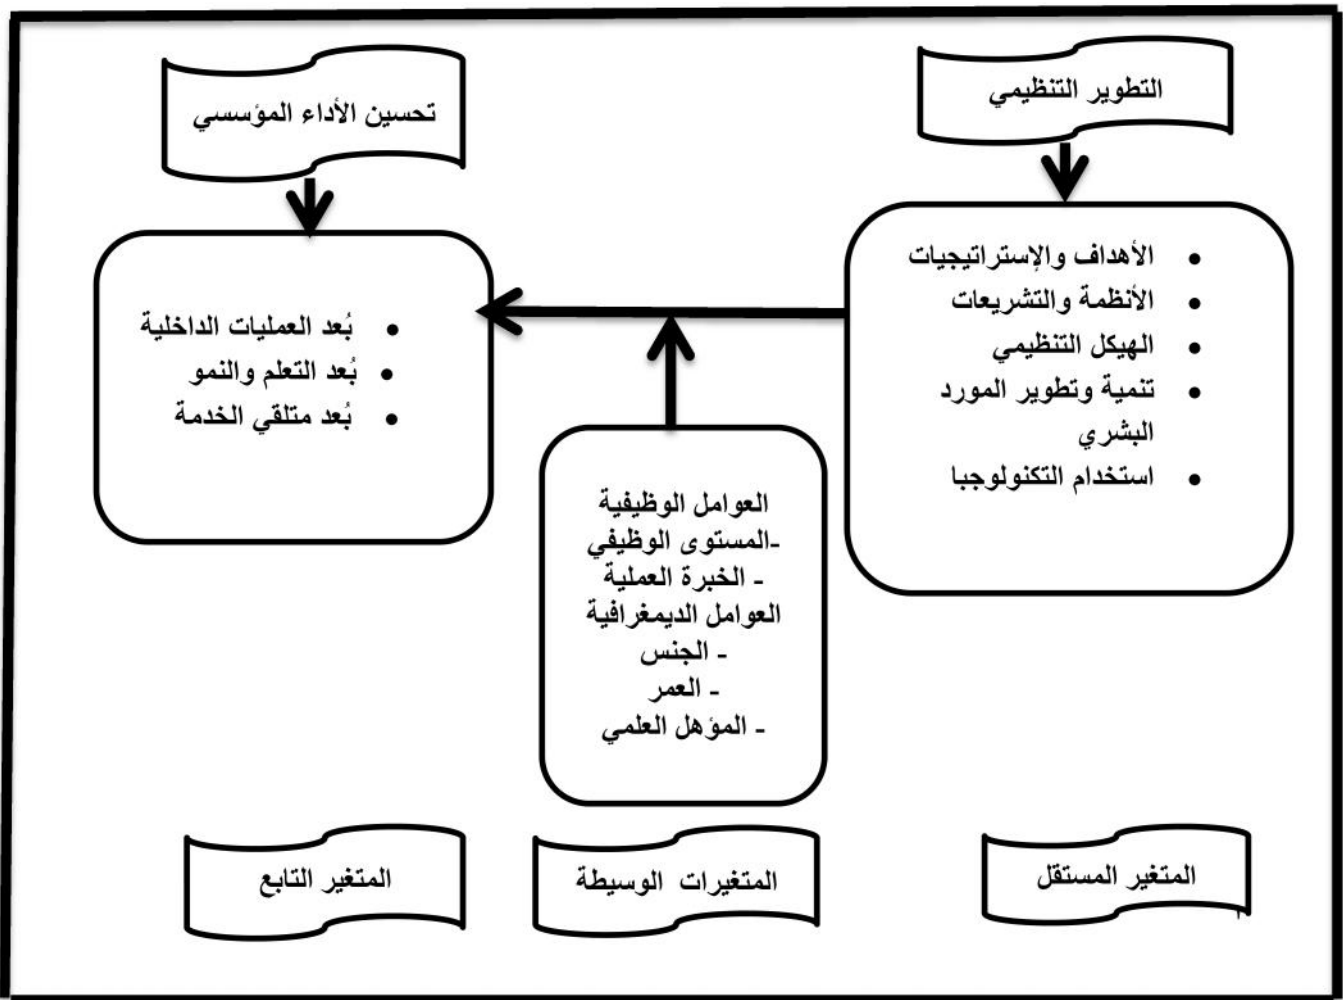 التطوير التنظيمي
تحسين الأداء المؤسسي
• الأهداف والإستراتيجيات
• الأنظمة والتشريعات
• الهيكل التنظيمي
• تنمية وتطوير المورد
البشري
• استخدام التكنولوجبا
• بُعد العمليات الداخلية
• بُعد التعلم والنمو
• بُعد متلقي الخدمة
العوامل الوظيفية
-المستوى الوظيفي
- الخبرة العملية
العوامل الديمغرافية
- الجنس
- العمر
- المؤهل العلمي
المتغير المستقل
المتغيرات الوسيطة
المتغير التابع